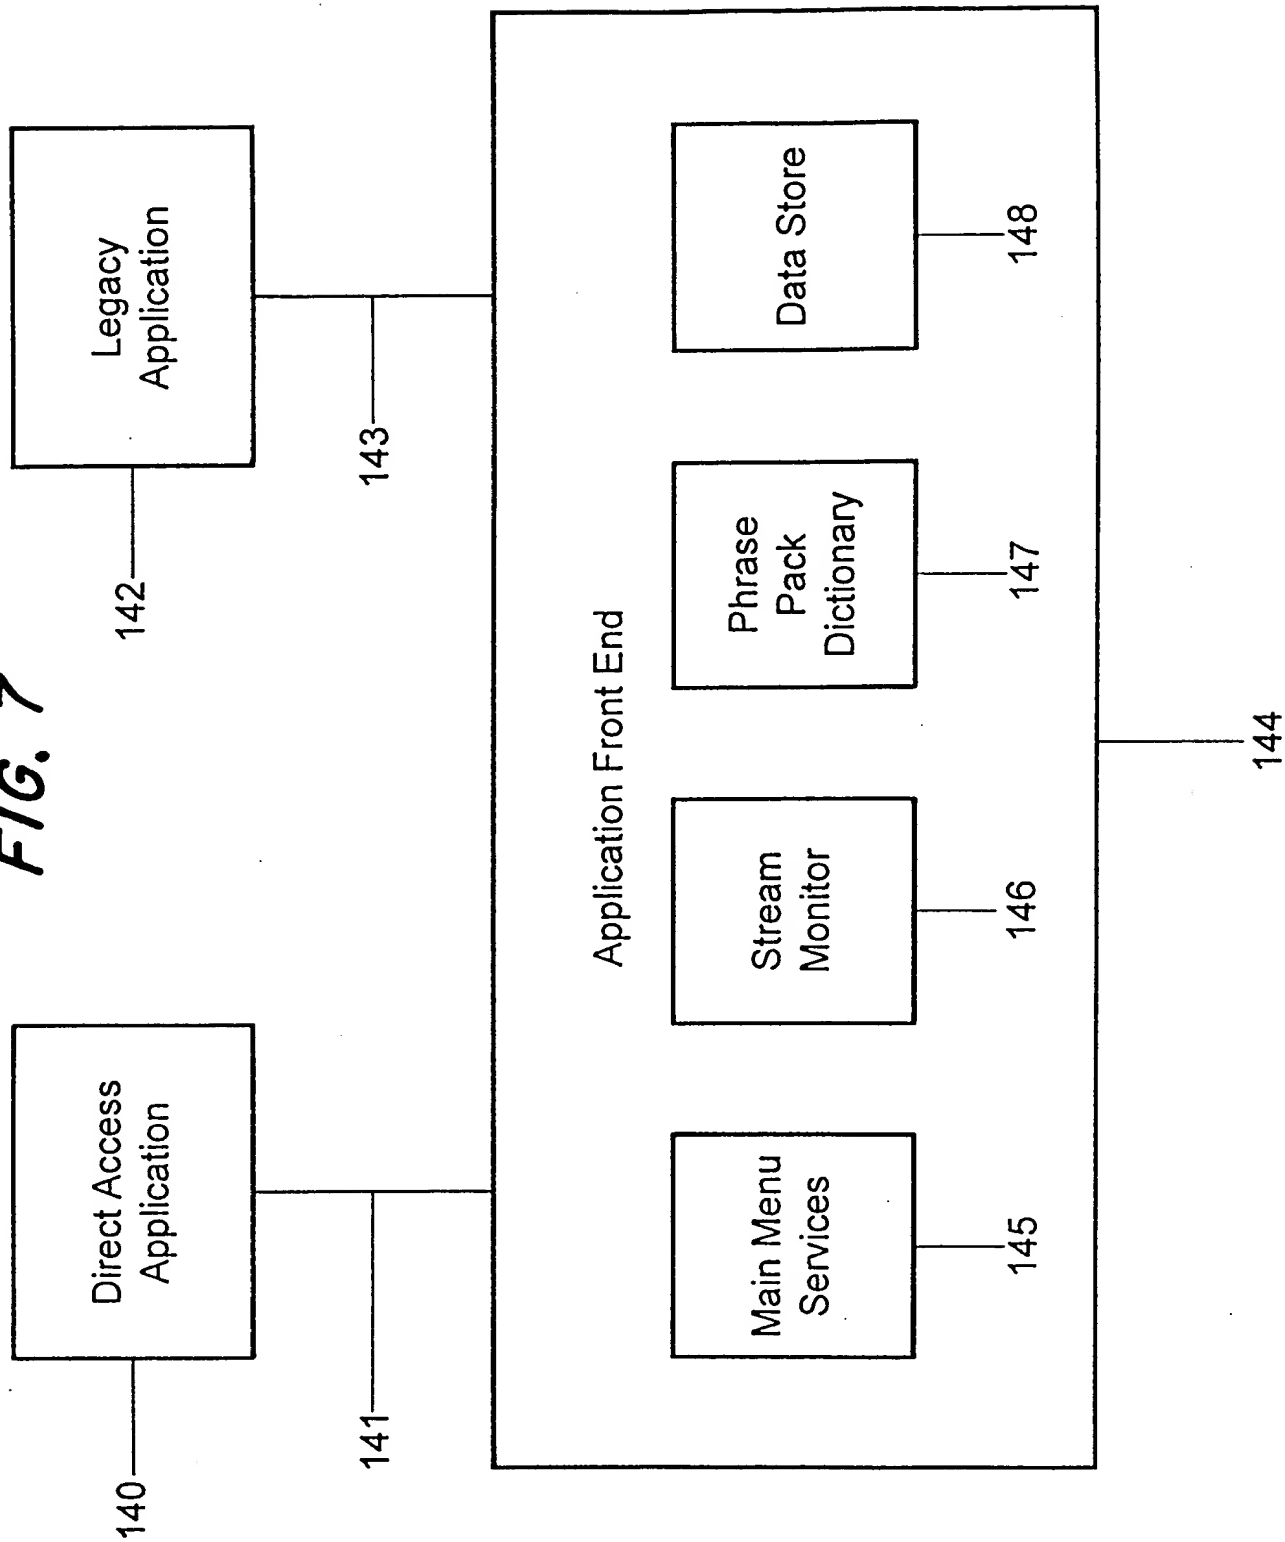 FIG. 7
Direct Access
Application
140
141
Legacy
Application
142
143
Application Front End
Main Menu
Services
145
Stream
Monitor
146
Phrase
Pack
Dictionary
147
Data Store
148
144